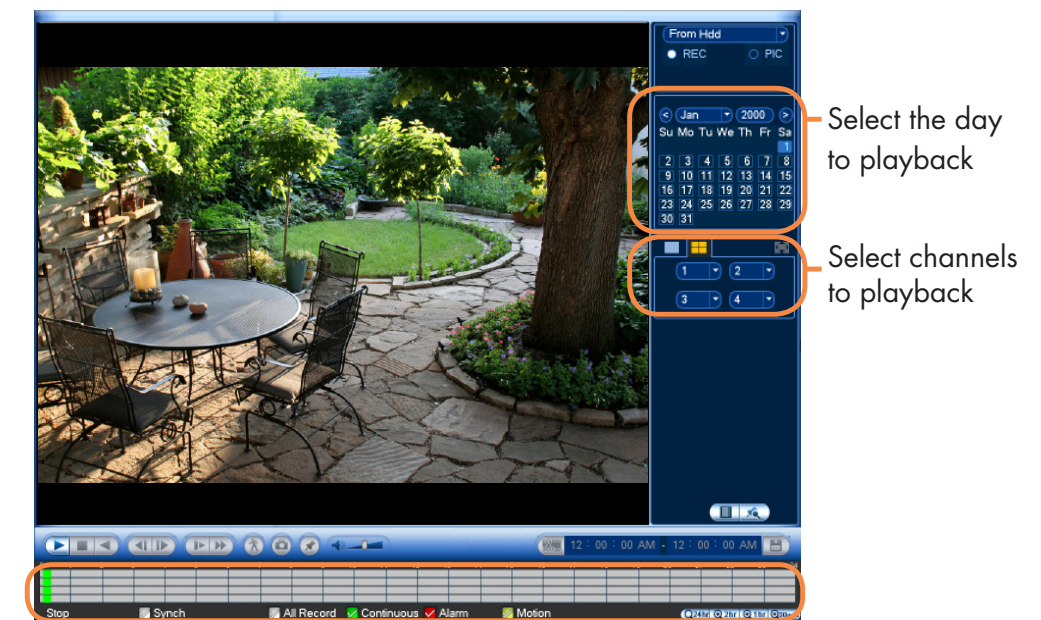 From Hdd
REC PIC
< Jan 2000 >
Su Mo Tu We Th Fr Sa
1
2 3 4 5 6 7 8
9 10 11 12 13 14 15
16 17 18 19 20 21 22
23 24 25 26 27 28 29
30 31
Select the day
to playback
1 2
3 4
Select channels
to playback
12 : 00 : 00 AM - 12 : 00 : 00 AM
Stop Synch All Record Continuous Alarm Motion 24hr 2hr 1hr